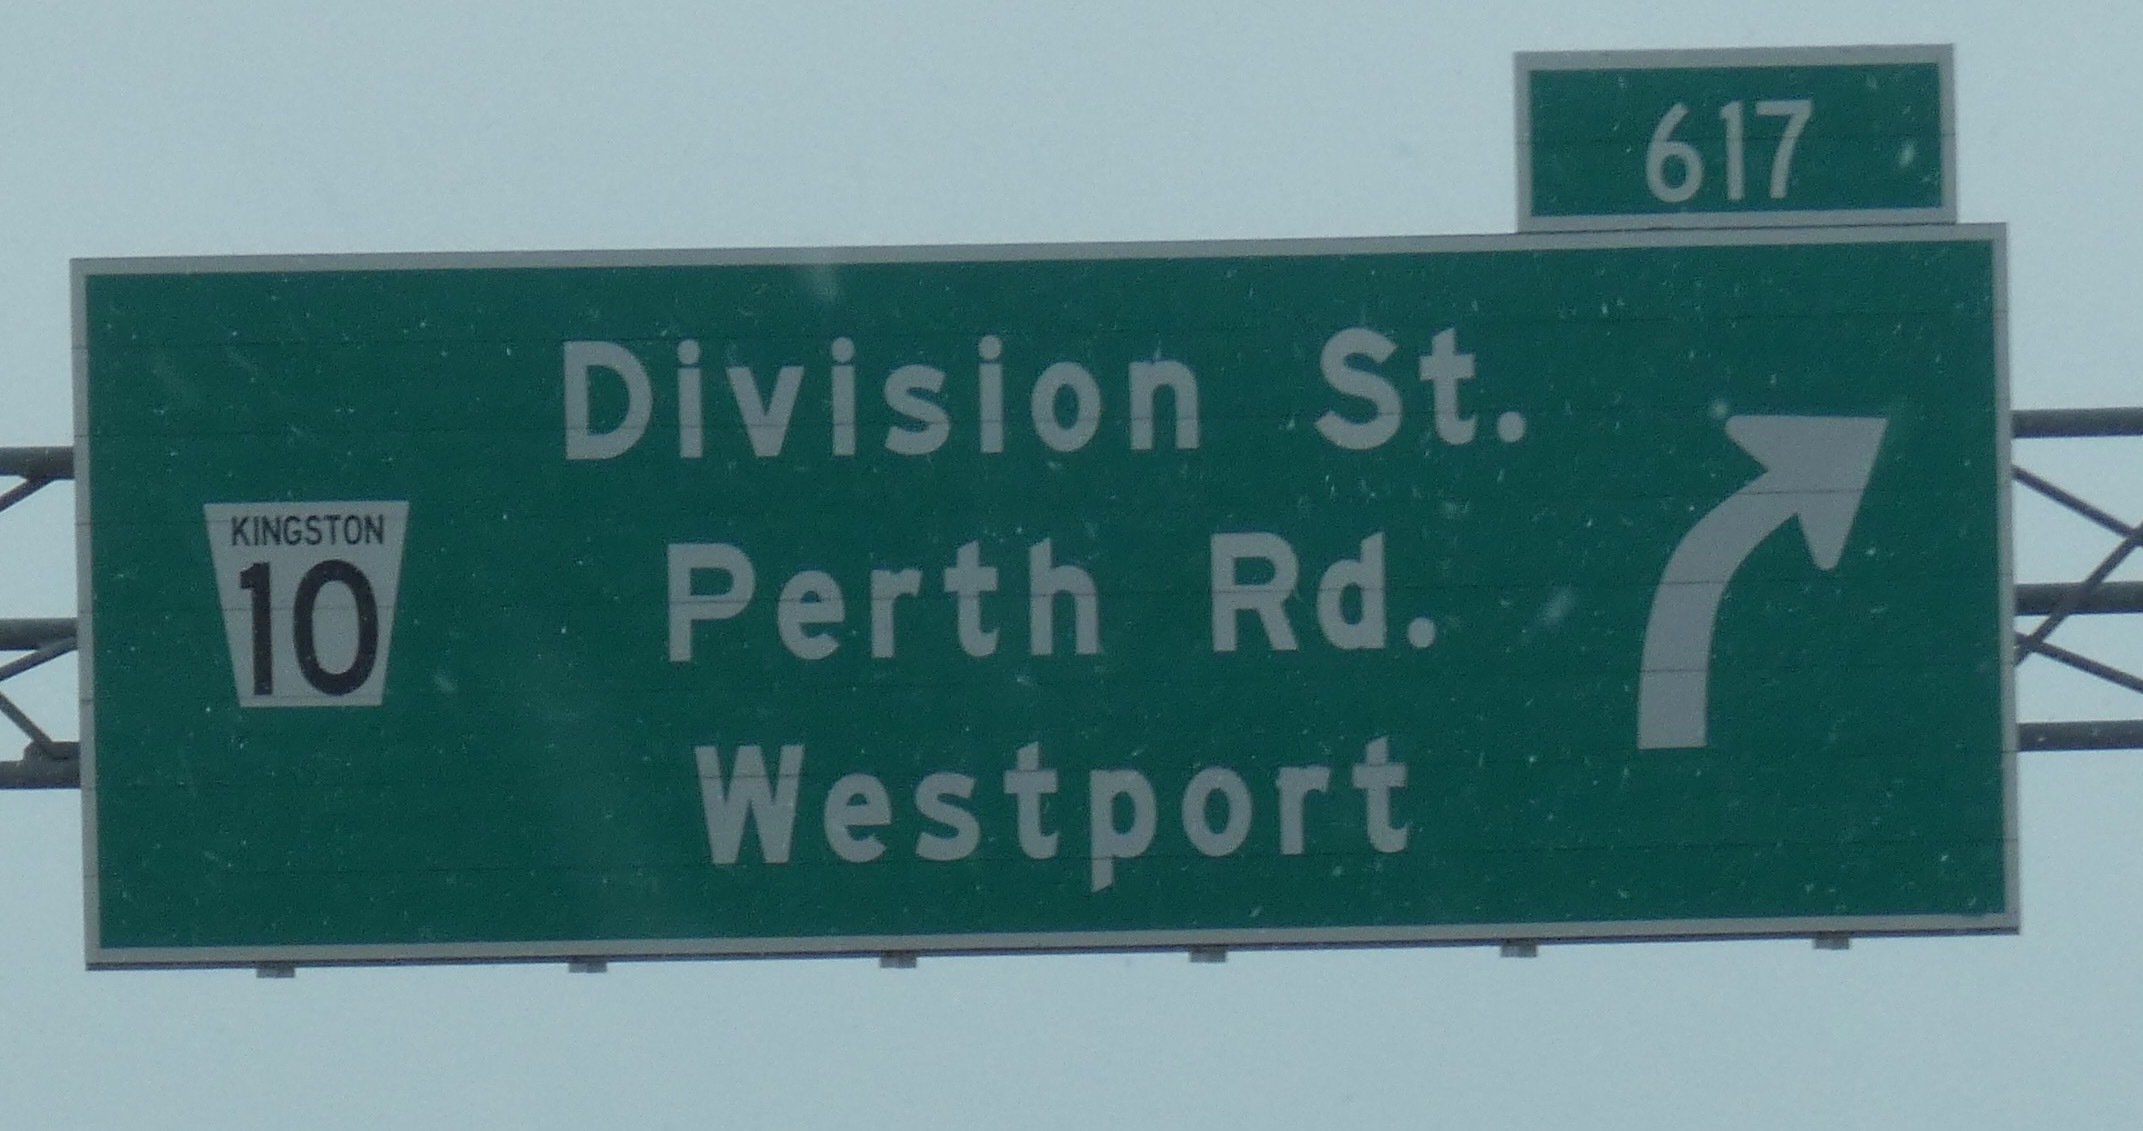 617
Division St.
KINGSTON
10
Perth Rd.
Westport